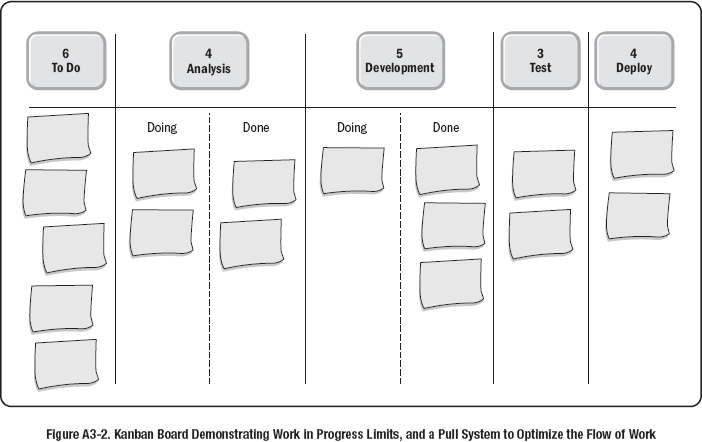 6
To Do
4
Analysis
5
Development
3
Test
4
Deploy
Doing
Done
Doing
Done
Figure A3-2. Kanban Board Demonstrating Work in Progress Limits, and a Pull System to Optimize the Flow of Work